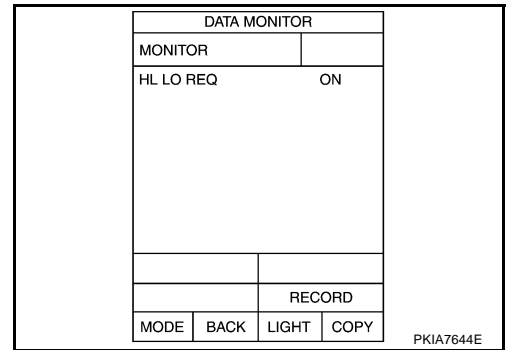 DATA MONITOR
MONITOR
HL LO REQ ON
RECORD
MODE BACK LIGHT COPY
PKIA7644E